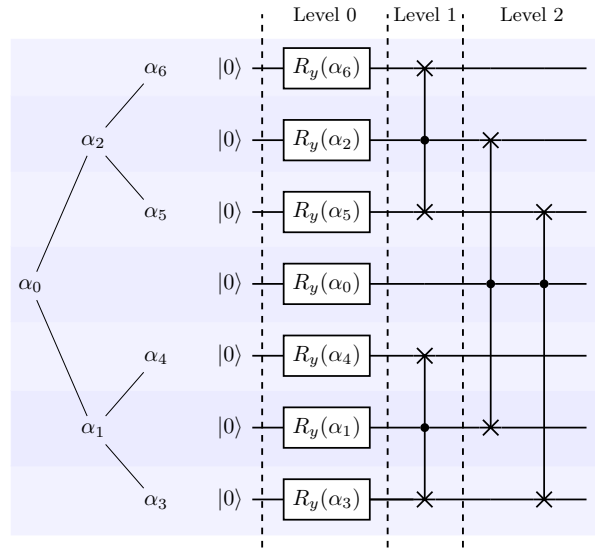 Level 0 Level 1 Level 2
α₆ |0⟩ R_y(α₆)
α₂ |0⟩ R_y(α₂)
α₅ |0⟩ R_y(α₅)
α₀ |0⟩ R_y(α₀)
α₄ |0⟩ R_y(α₄)
α₁ |0⟩ R_y(α₁)
α₃ |0⟩ R_y(α₃)